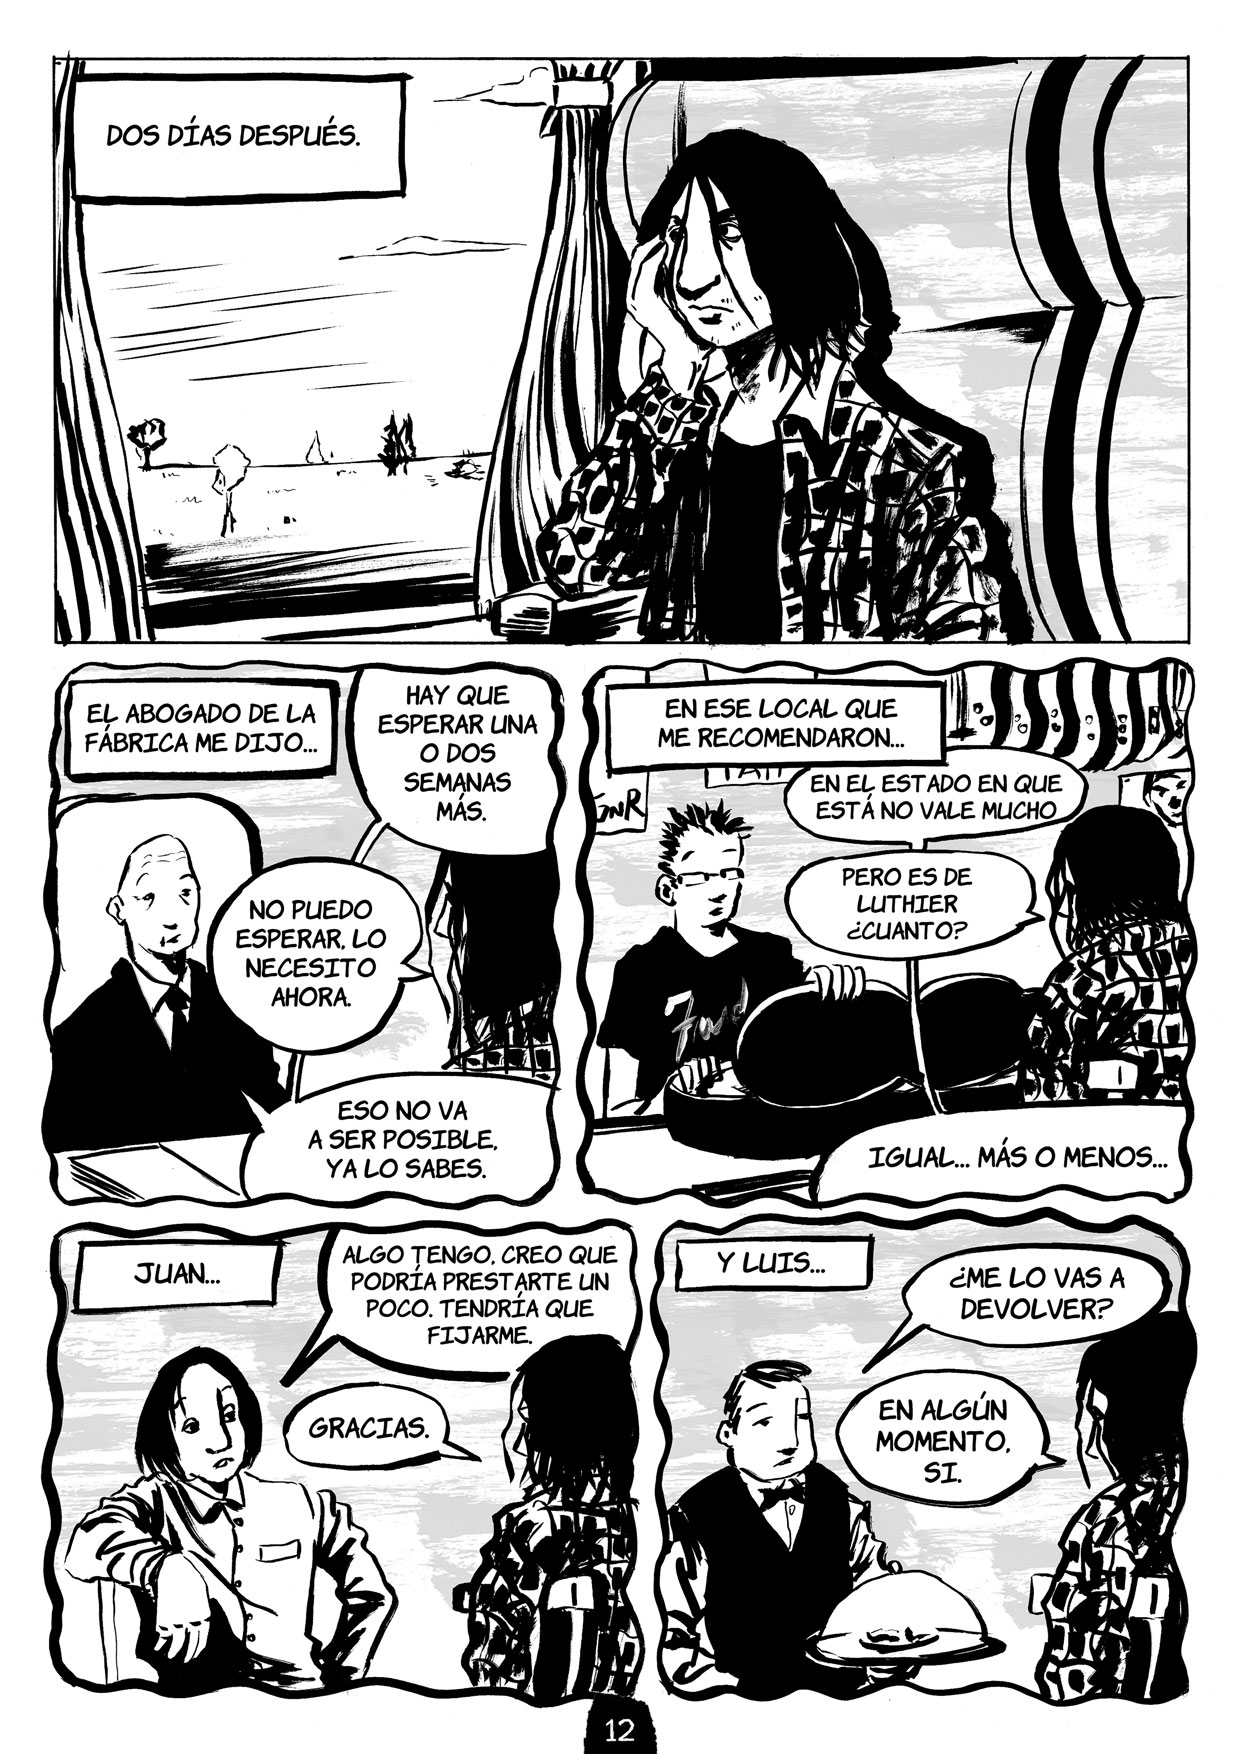 DOS DÍAS DESPUÉS.
EL ABOGADO DE LA
FÁBRICA ME DIJO...
HAY QUE
ESPERAR UNA
O DOS
SEMANAS
MÁS.
NO PUEDO
ESPERAR, LO
NECESITO
AHORA.
ESO NO VA
A SER POSIBLE,
YA LO SABES.
EN ESE LOCAL QUE
ME RECOMENDARON...
EN EL ESTADO EN QUE
ESTÁ NO VALE MUCHO
PERO ES DE
LUTHIER
¿CUANTO?
IGUAL... MÁS O MENOS...
JUAN...
ALGO TENGO, CREO QUE
PODRÍA PRESTARTE UN
POCO. TENDRÍA QUE
FIJARME.
GRACIAS.
Y LUIS...
¿ME LO VAS A
DEVOLVER?
EN ALGÚN
MOMENTO,
SI.
12